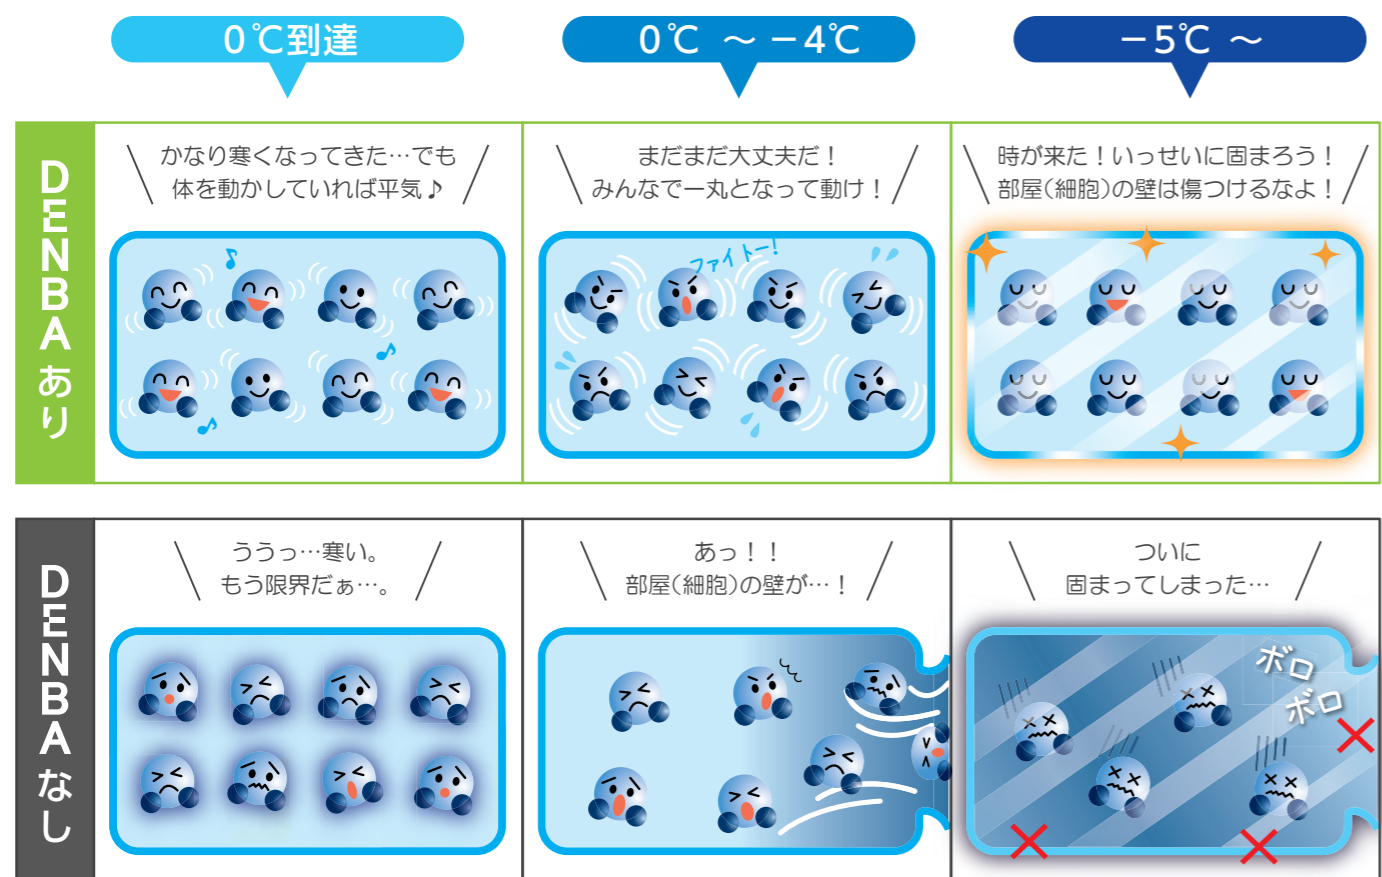 0℃到達
0℃ ～ －4℃
－5℃ ～
DENBAあり
かなり寒くなってきた…でも
体を動かしていれば平気♪
まだまだ大丈夫だ！
みんなで一丸となって動け！
ファイトー！
時が来た！いっせいに固まろう！
部屋（細胞）の壁は傷つけるなよ！
DENBAなし
ううっ…寒い。
もう限界だぁ…。
あっ！！
部屋（細胞）の壁が…！
ついに
固まってしまった…
ボロ
ボロ